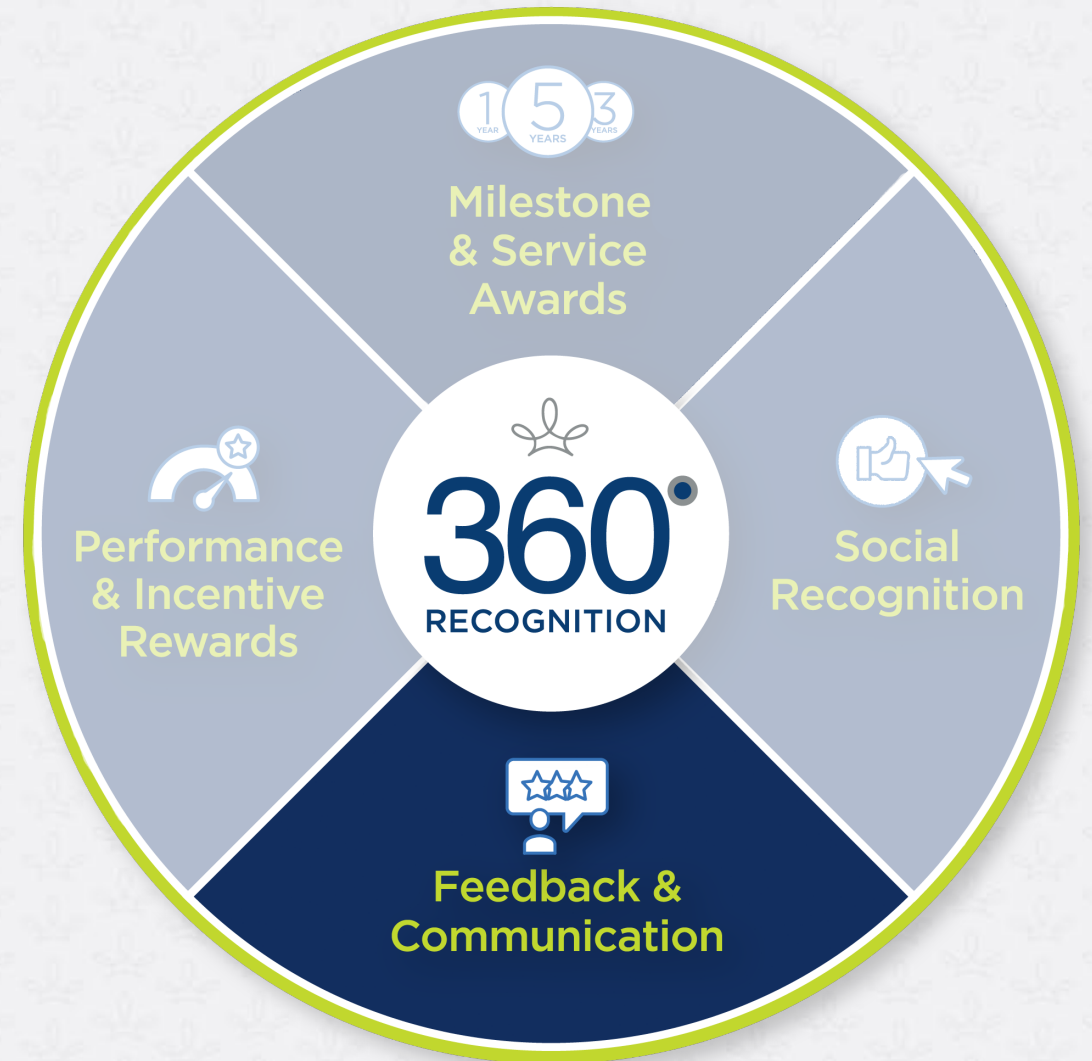 1
YEAR
5
YEARS
3
YEARS
Milestone
& Service
Awards
Performance
& Incentive
Rewards
360°
RECOGNITION
Social
Recognition
Feedback &
Communication